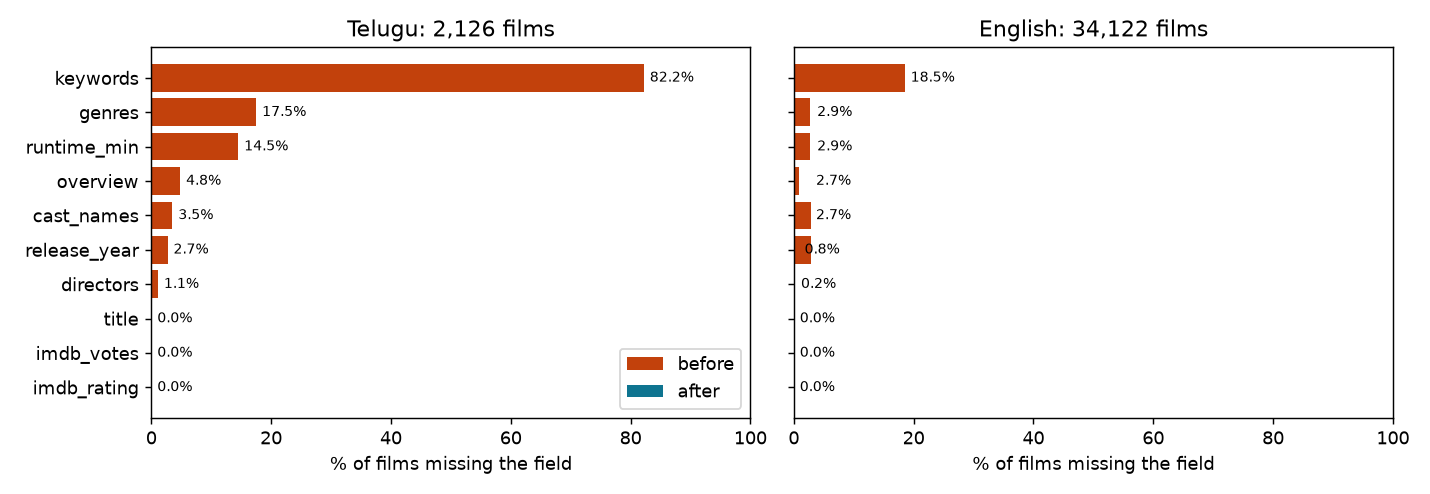 Telugu: 2,126 films
keywords 82.2%
genres 17.5%
runtime_min 14.5%
overview 4.8%
cast_names 3.5%
release_year 2.7%
directors 1.1%
title 0.0%
imdb_votes 0.0%
imdb_rating 0.0%
before
after
0 20 40 60 80 100
% of films missing the field
English: 34,122 films
18.5%
2.9%
2.9%
2.7%
2.7%
0.8%
0.2%
0.0%
0.0%
0.0%
0 20 40 60 80 100
% of films missing the field